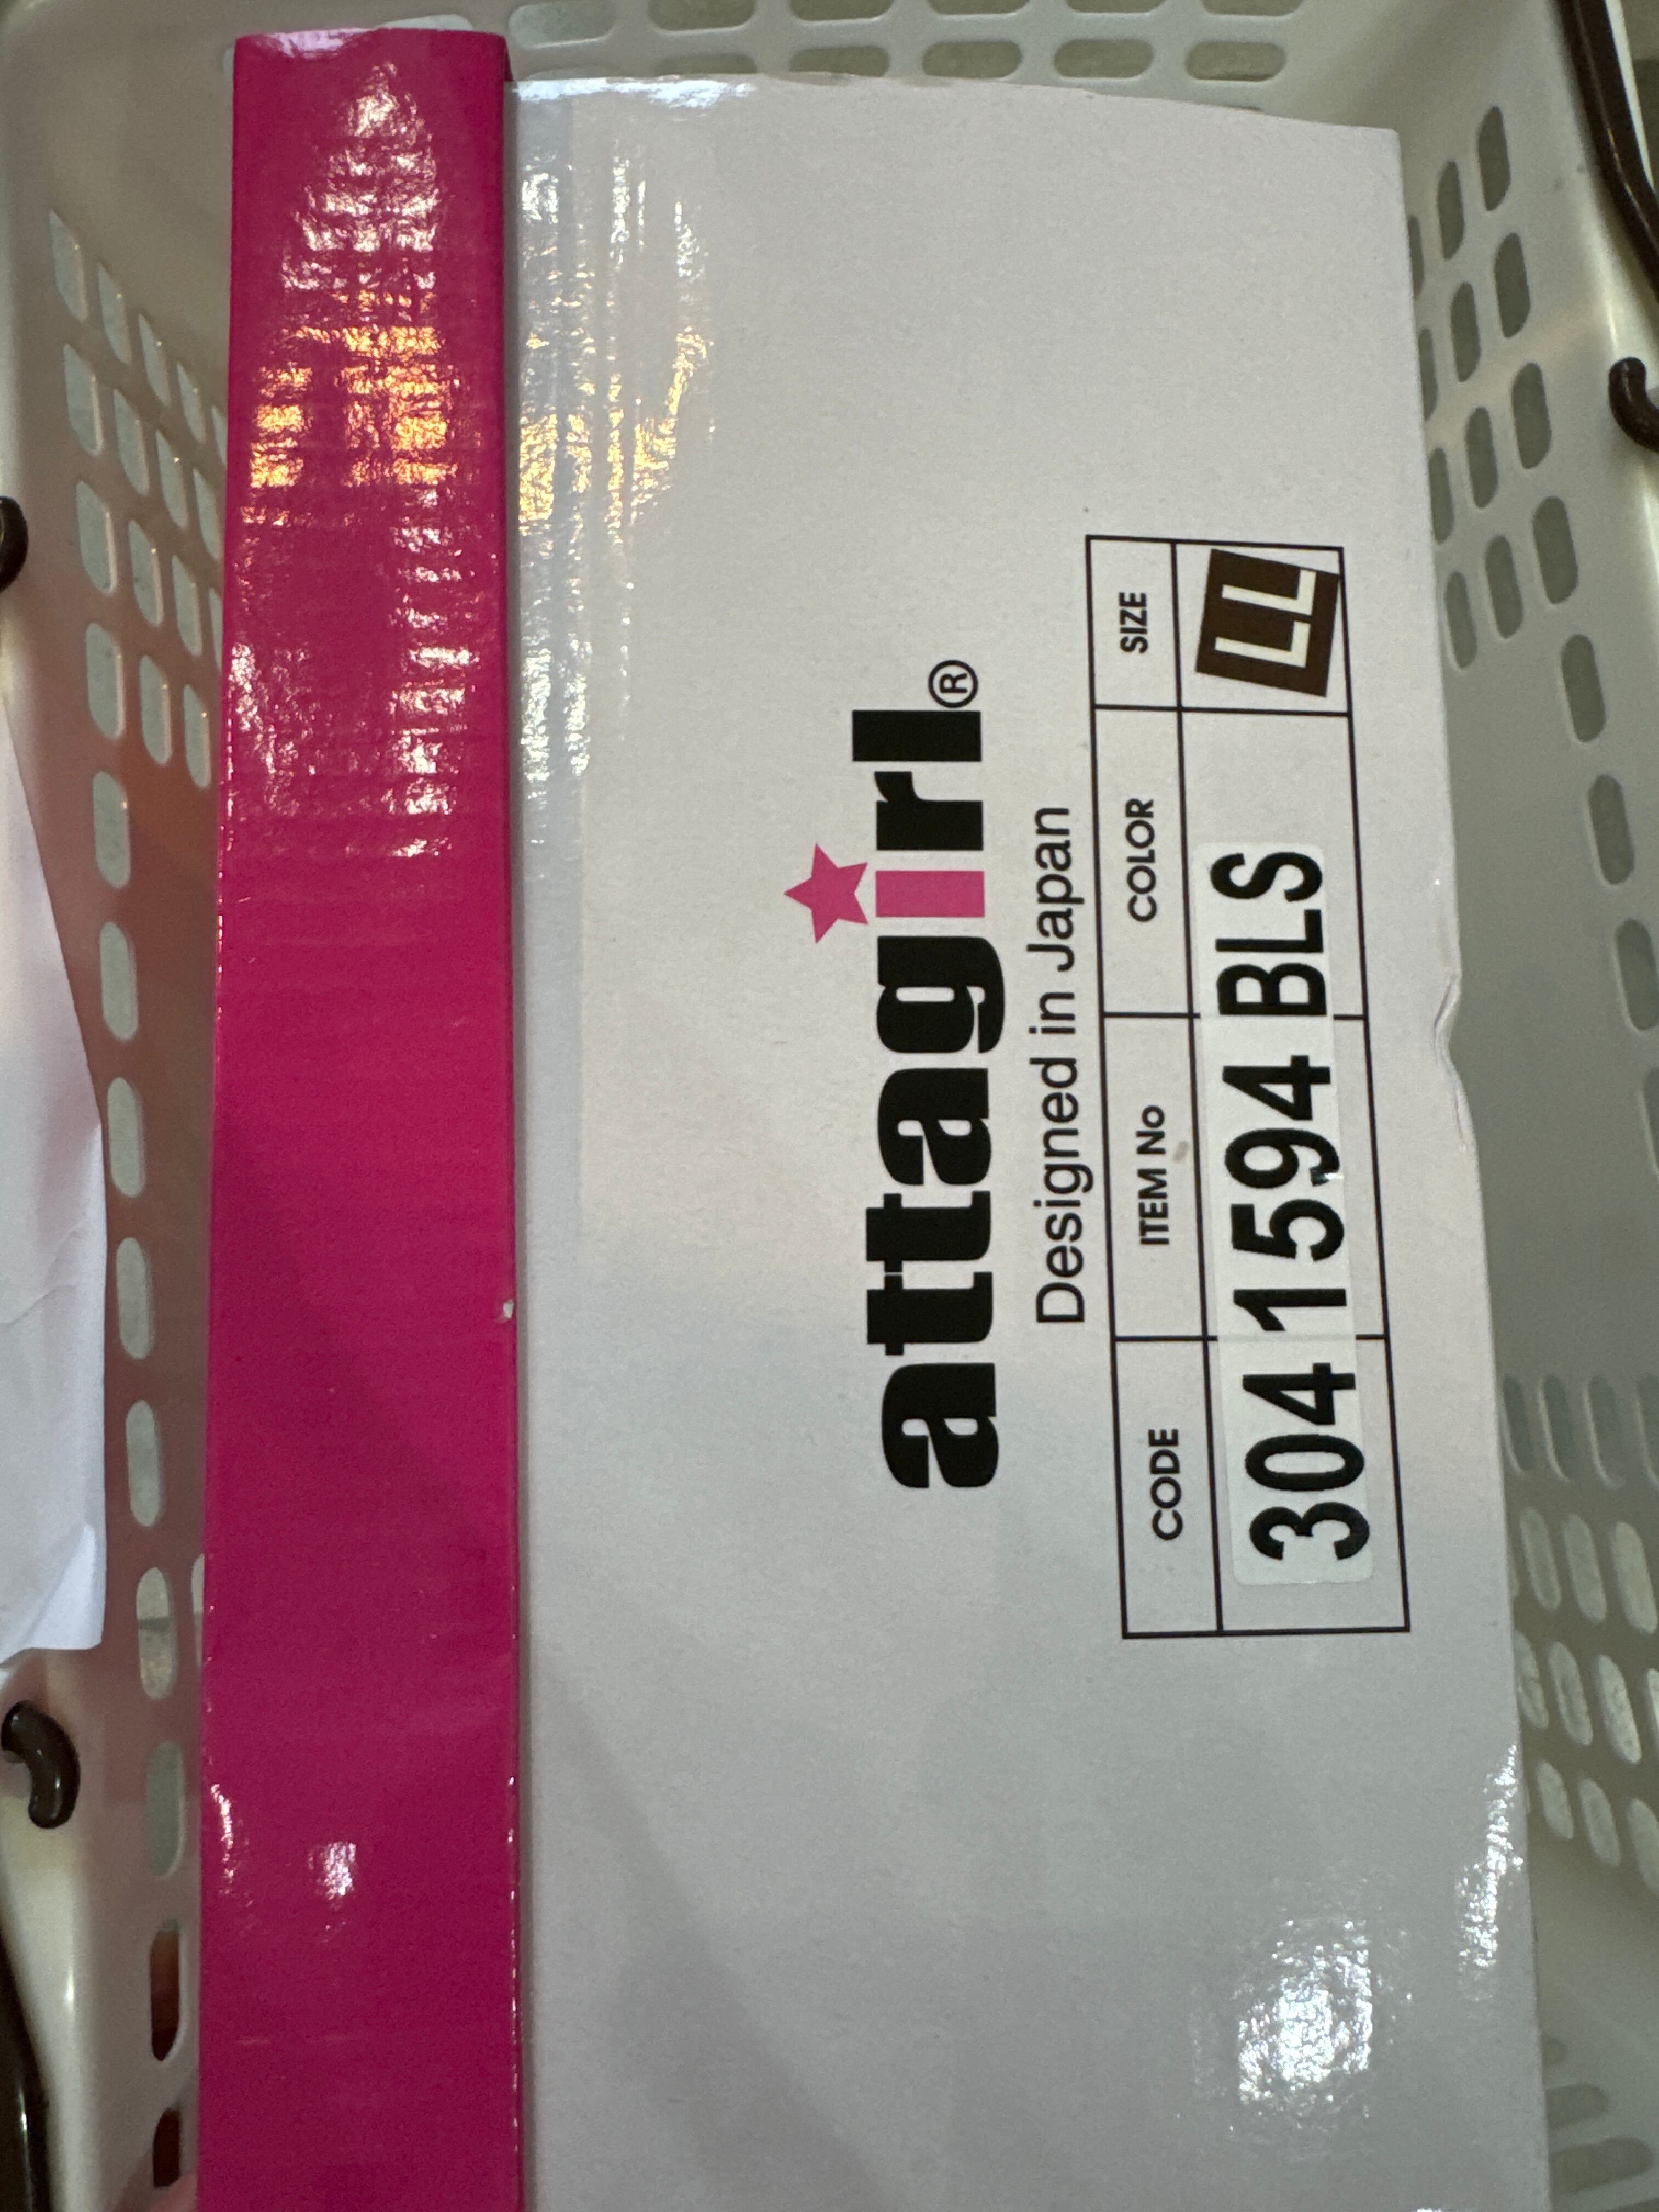 attagirl®
Designed in Japan
CODE ITEM No COLOR SIZE
304 1594 BLS LL